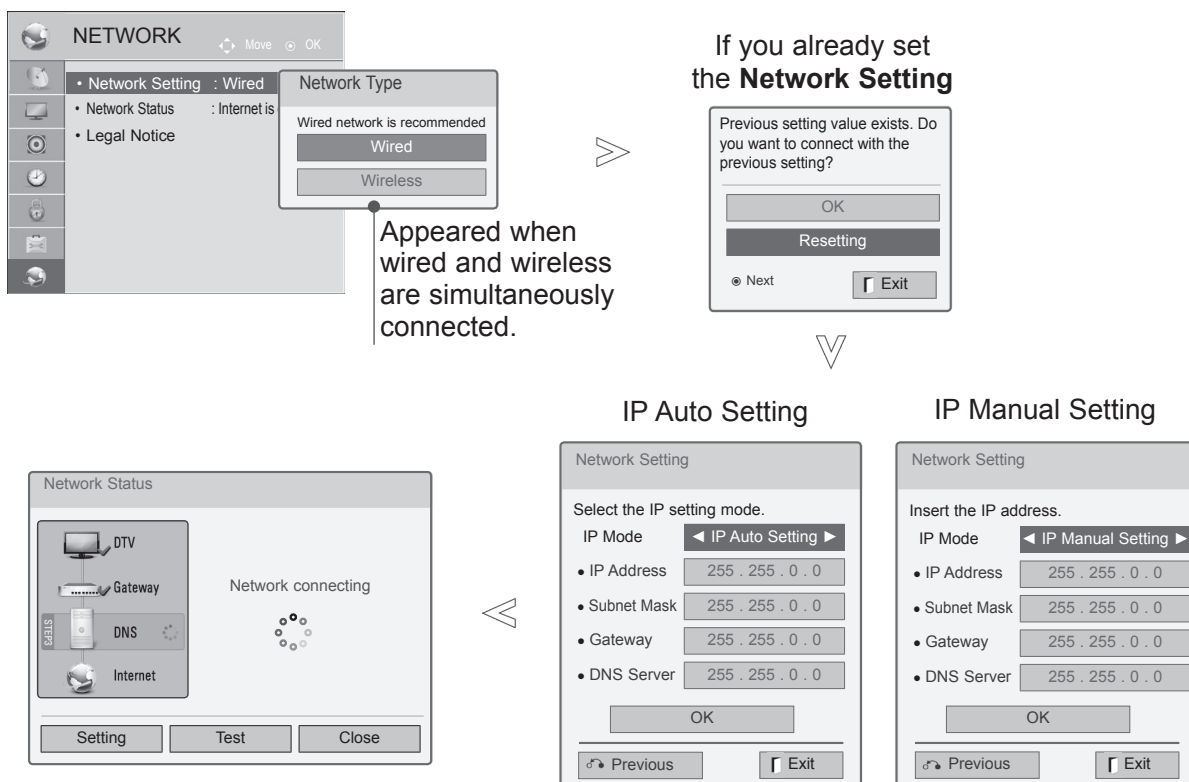 NETWORK
Move OK
• Network Setting : Wired
• Network Status : Internet is
• Legal Notice
Network Type
Wired network is recommended
Wired
Wireless
Appeared when
wired and wireless
are simultaneously
connected.
If you already set
the Network Setting
Previous setting value exists. Do
you want to connect with the
previous setting?
OK
Resetting
Next
Exit
IP Auto Setting
Network Setting
Select the IP setting mode.
IP Mode ◄ IP Auto Setting ►
• IP Address 255 . 255 . 0 . 0
• Subnet Mask 255 . 255 . 0 . 0
• Gateway 255 . 255 . 0 . 0
• DNS Server 255 . 255 . 0 . 0
OK
Previous
Exit
IP Manual Setting
Network Setting
Insert the IP address.
IP Mode ◄ IP Manual Setting ►
• IP Address 255 . 255 . 0 . 0
• Subnet Mask 255 . 255 . 0 . 0
• Gateway 255 . 255 . 0 . 0
• DNS Server 255 . 255 . 0 . 0
OK
Previous
Exit
Network Status
DTV
Gateway
STEP3
DNS
Internet
Network connecting
Setting
Test
Close